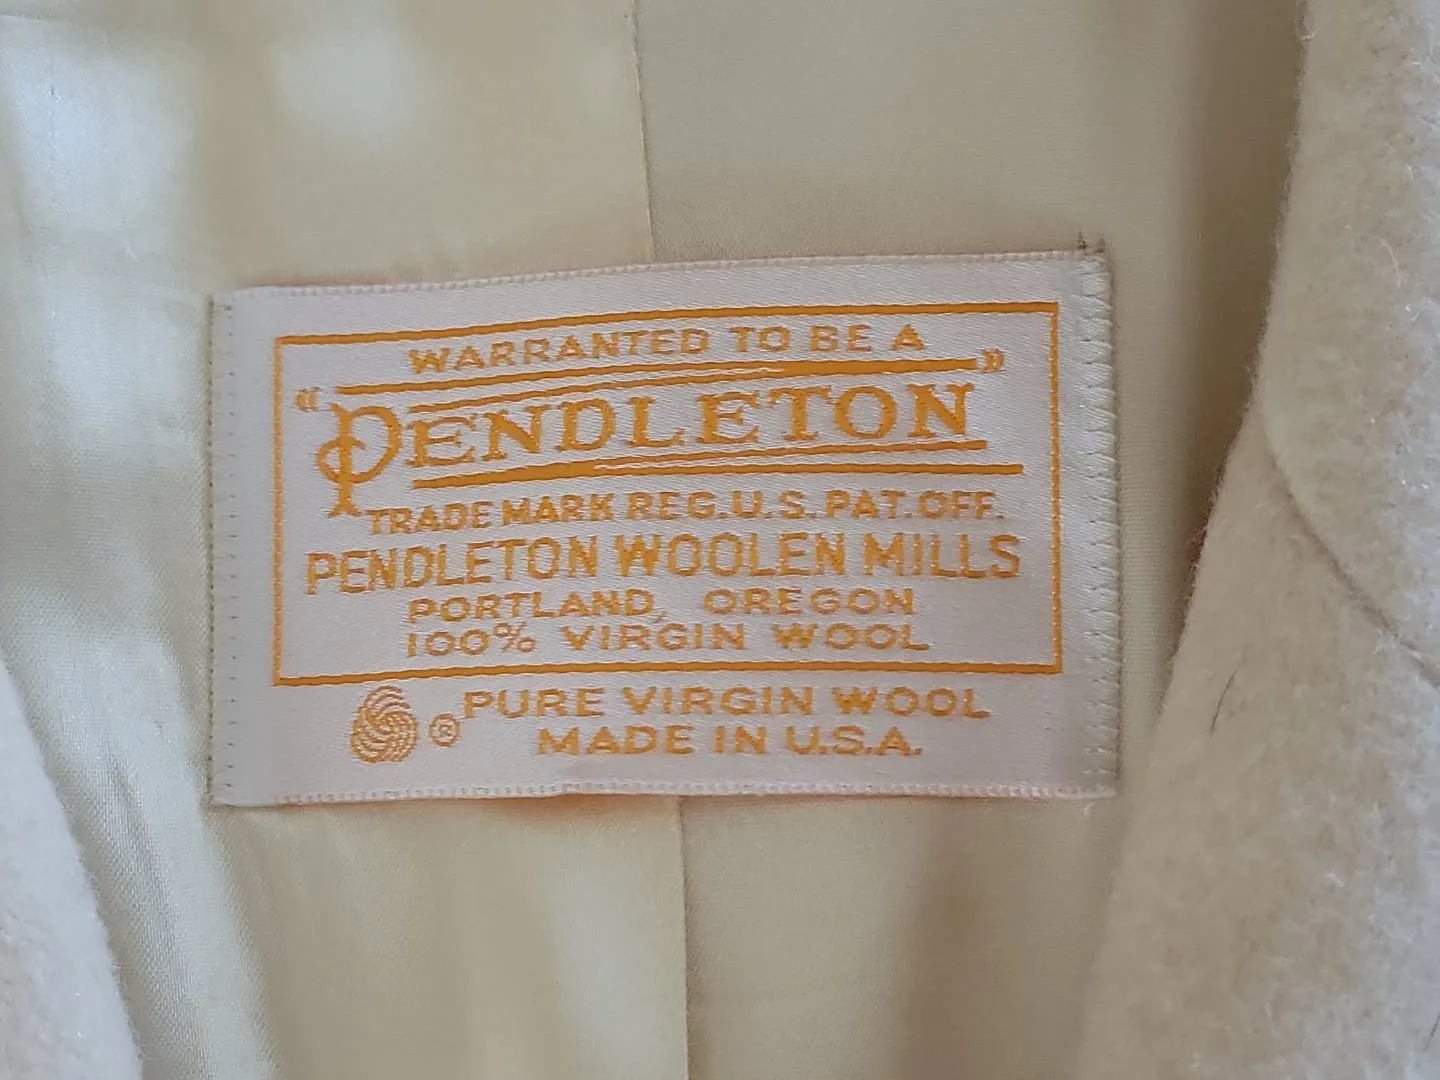 WARRANTED TO BE A
"PENDLETON"
TRADE MARK REG. U.S. PAT. OFF.
PENDLETON WOOLEN MILLS
PORTLAND, OREGON
100% VIRGIN WOOL
® PURE VIRGIN WOOL
MADE IN U.S.A.